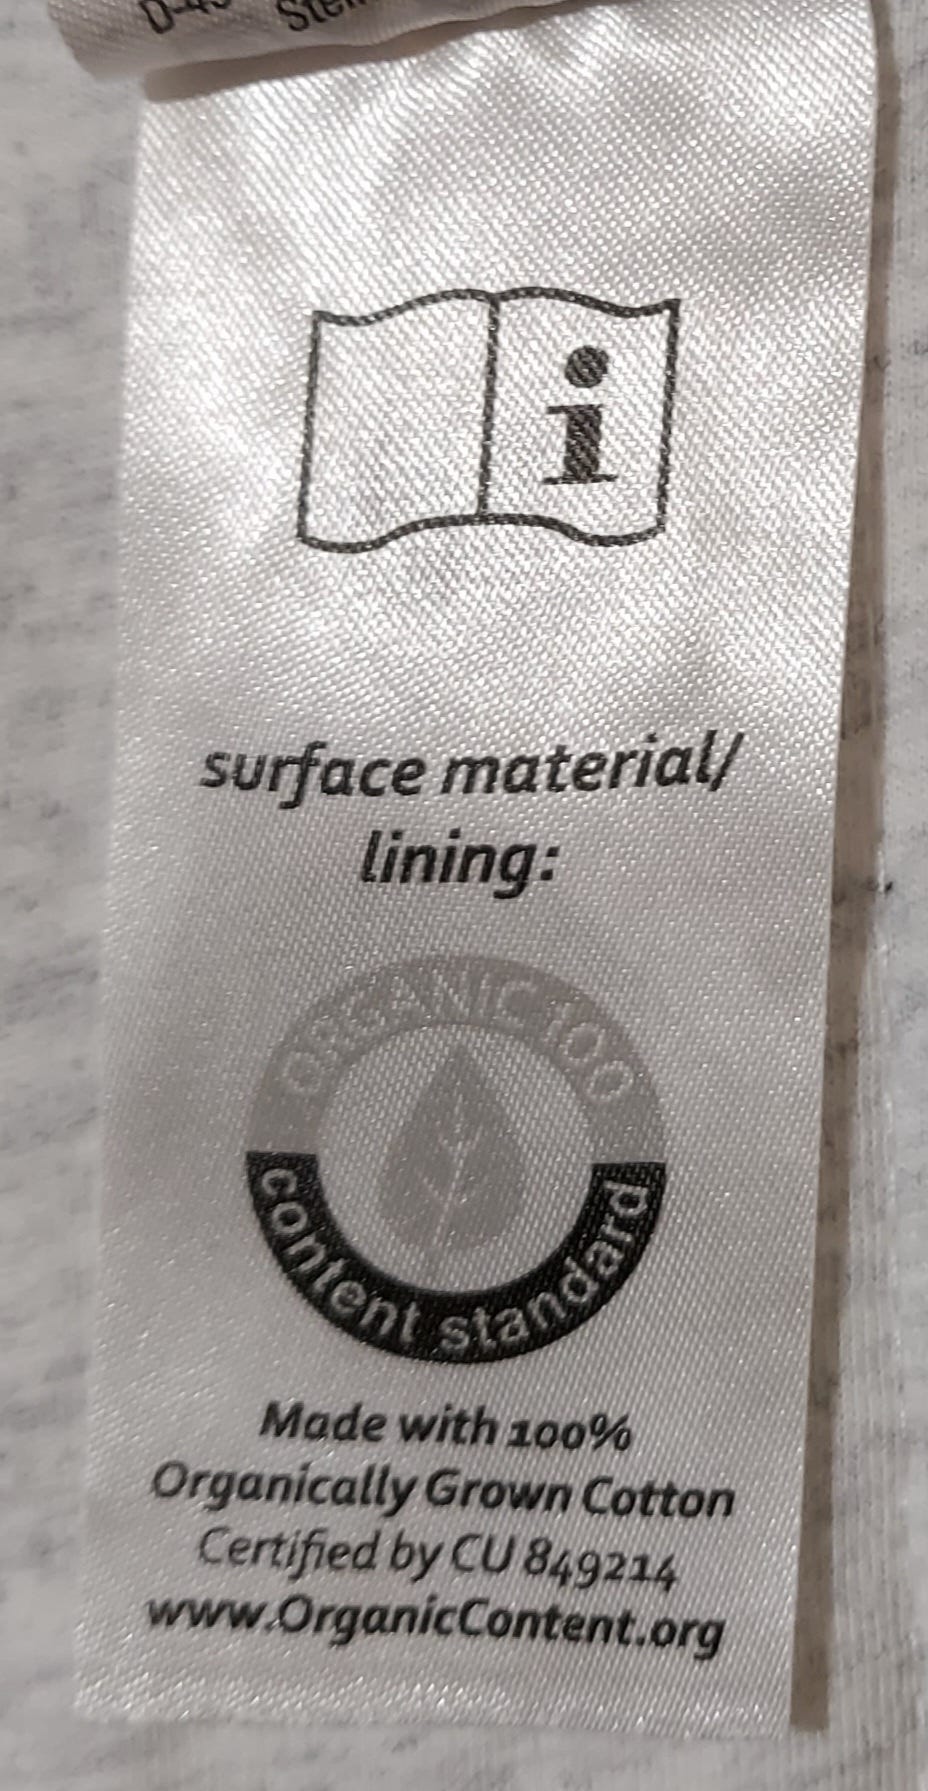 i
surface material/
lining:
ORGANIC 100
content standard
Made with 100%
Organically Grown Cotton
Certified by CU 849214
www.OrganicContent.org